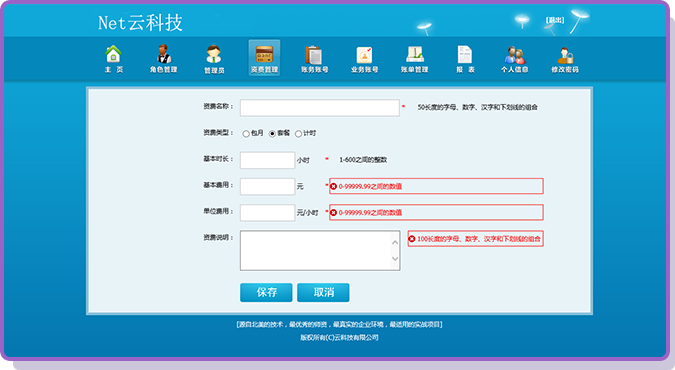 Net云科技
[退出]
主 页 角色管理 管理员 资费管理 账务账号 业务账号 账单管理 报 表 个人信息 修改密码
资费名称： * 50长度的字母、数字、汉字和下划线的组合
资费类型： 包月 套餐 计时
基本时长： 小时 * 1-600之间的整数
基本费用： 元 * 0-99999.99之间的数值
单位费用： 元/小时 * 0-99999.99之间的数值
资费说明： 100长度的字母、数字、汉字和下划线的组合
保存 取消
[源自北美的技术，最优秀的师资，最真实的企业环境，最适用的实战项目]
版权所有(C)云科技有限公司